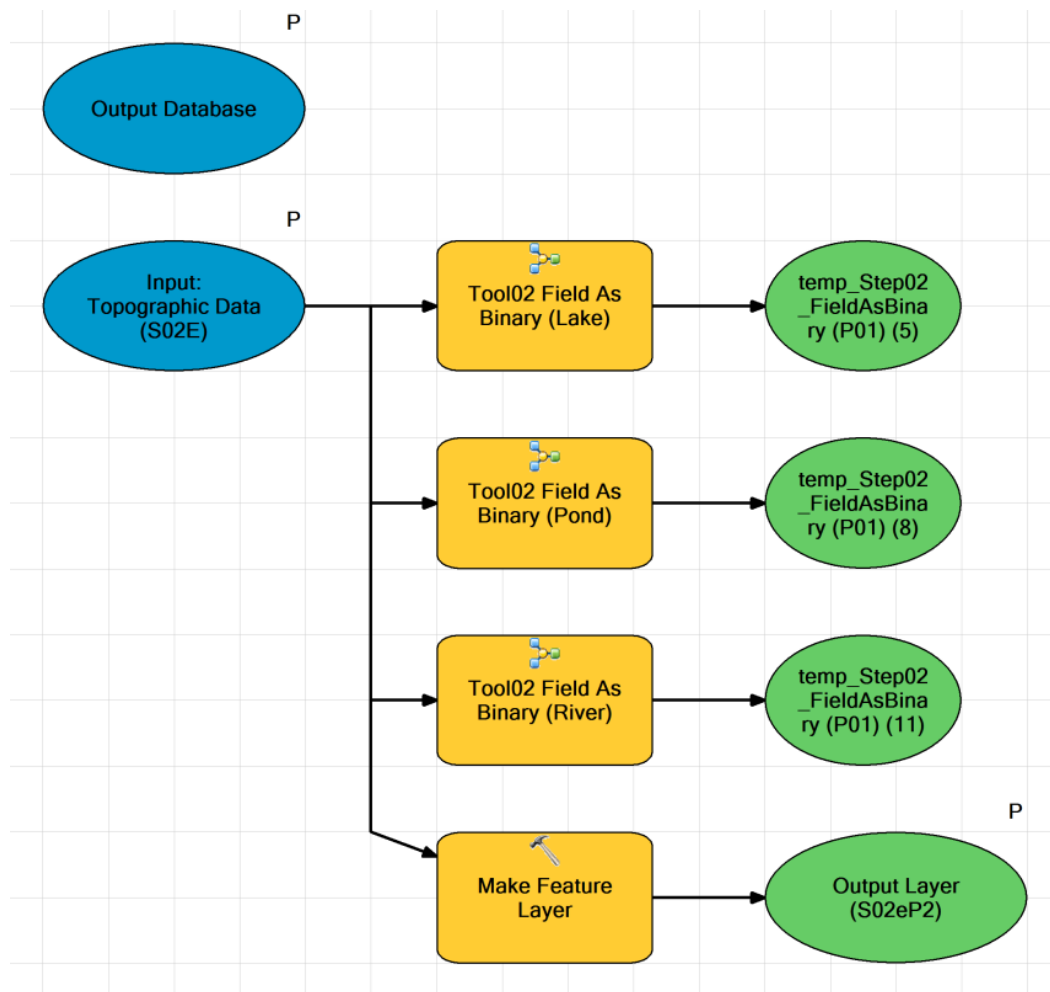 P
Output Database
P
Input:
Topographic Data
(S02E)
Tool02 Field As
Binary (Lake)
temp_Step02
_FieldAsBina
ry (P01) (5)
Tool02 Field As
Binary (Pond)
temp_Step02
_FieldAsBina
ry (P01) (8)
Tool02 Field As
Binary (River)
temp_Step02
_FieldAsBina
ry (P01) (11)
Make Feature
Layer
P
Output Layer
(S02eP2)